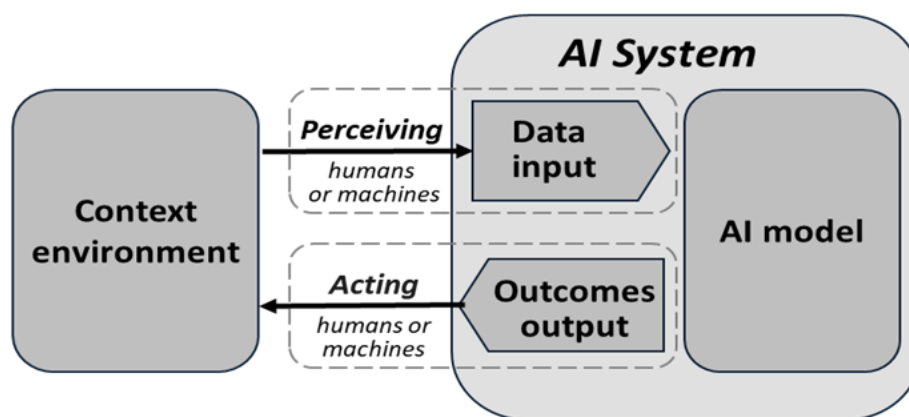 AI System
Perceiving
humans
or machines
Data
input
Context
environment
AI model
Acting
humans or
machines
Outcomes
output